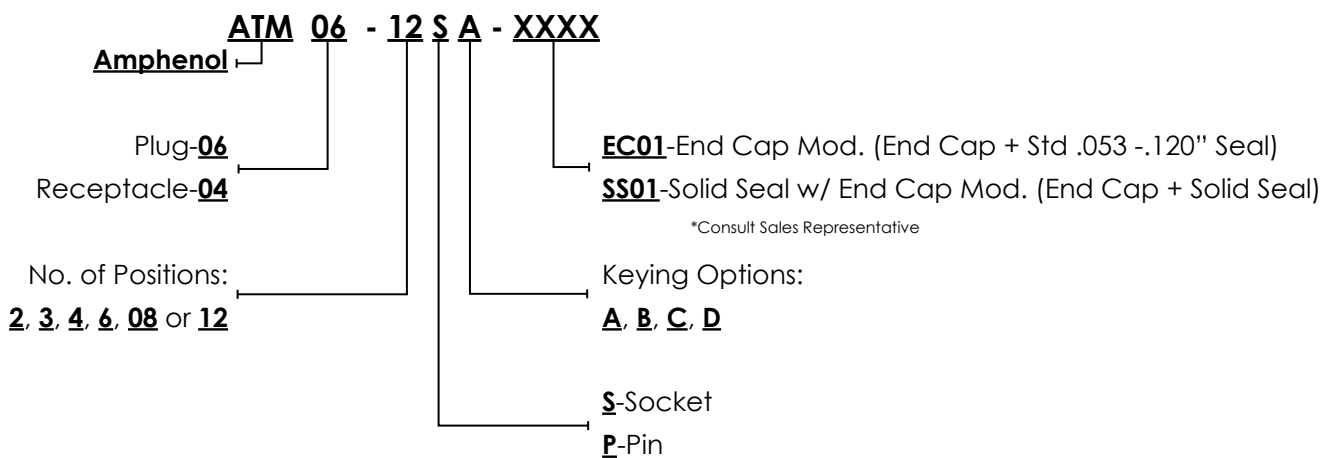 ATM 06 - 12 S A - XXXX
Amphenol
Plug-06
Receptacle-04
EC01-End Cap Mod. (End Cap + Std .053 -.120” Seal)
SS01-Solid Seal w/ End Cap Mod. (End Cap + Solid Seal)
*Consult Sales Representative
No. of Positions:
2, 3, 4, 6, 08 or 12
Keying Options:
A, B, C, D
S-Socket
P-Pin